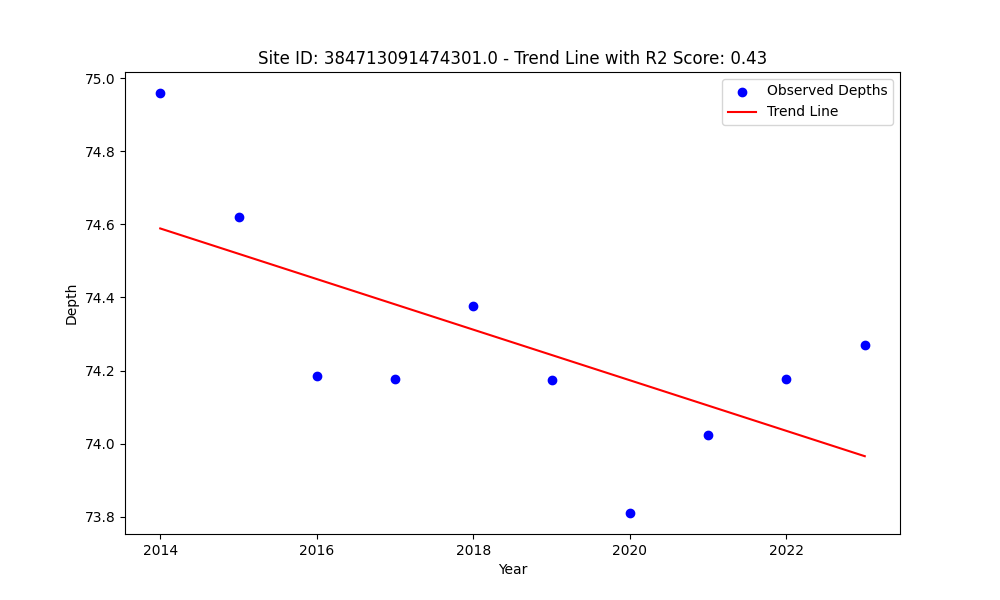 Site ID: 384713091474301.0 - Trend Line with R2 Score: 0.43
Observed Depths
Trend Line
75.0
74.8
74.6
74.4
74.2
74.0
73.8
Depth
2014
2016
2018
2020
2022
Year